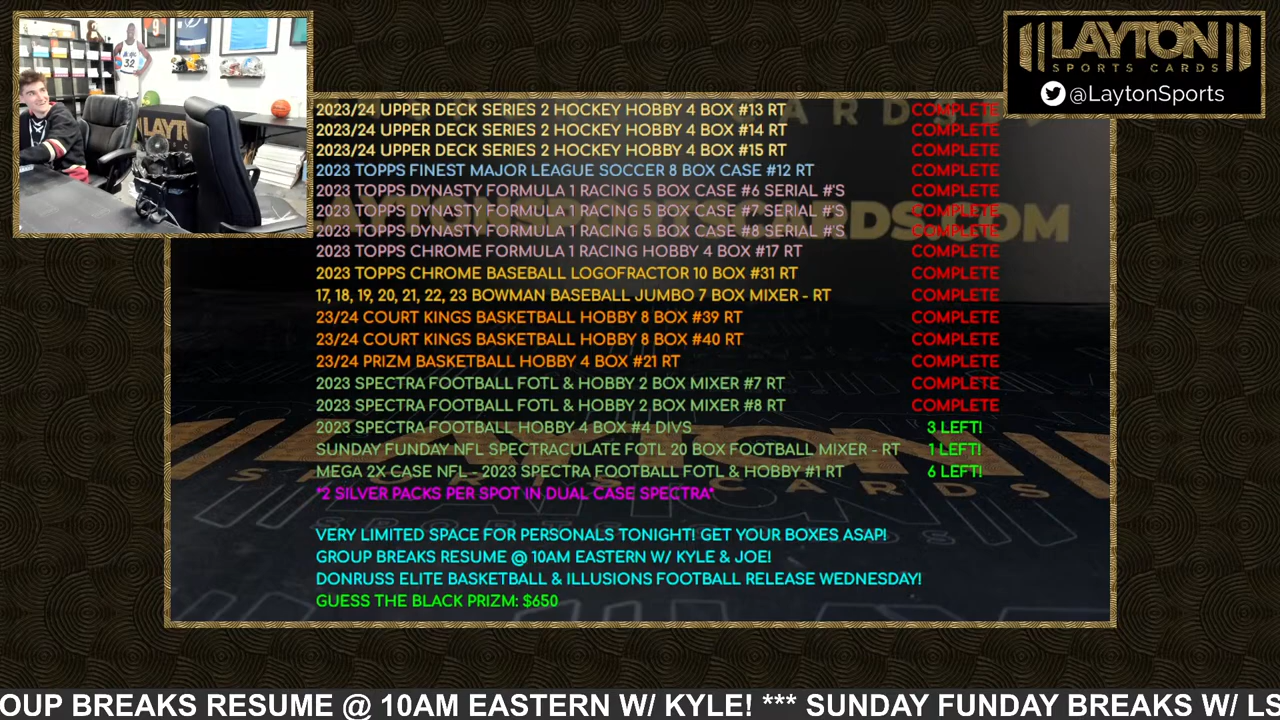 LAYTON
SPORTS CARDS
@LaytonSports
32
LAYTON
2023/24 UPPER DECK SERIES 2 HOCKEY HOBBY 4 BOX #13 RT COMPLETE
2023/24 UPPER DECK SERIES 2 HOCKEY HOBBY 4 BOX #14 RT COMPLETE
2023/24 UPPER DECK SERIES 2 HOCKEY HOBBY 4 BOX #15 RT COMPLETE
2023 TOPPS FINEST MAJOR LEAGUE SOCCER 8 BOX CASE #12 RT COMPLETE
2023 TOPPS DYNASTY FORMULA 1 RACING 5 BOX CASE #6 SERIAL #'S COMPLETE
2023 TOPPS DYNASTY FORMULA 1 RACING 5 BOX CASE #7 SERIAL #'S COMPLETE
2023 TOPPS DYNASTY FORMULA 1 RACING 5 BOX CASE #8 SERIAL #'S COMPLETE
2023 TOPPS CHROME FORMULA 1 RACING HOBBY 4 BOX #17 RT COMPLETE
2023 TOPPS CHROME BASEBALL LOGOFRACTOR 10 BOX #31 RT COMPLETE
17, 18, 19, 20, 21, 22, 23 BOWMAN BASEBALL JUMBO 7 BOX MIXER - RT COMPLETE
23/24 COURT KINGS BASKETBALL HOBBY 8 BOX #39 RT COMPLETE
23/24 COURT KINGS BASKETBALL HOBBY 8 BOX #40 RT COMPLETE
23/24 PRIZM BASKETBALL HOBBY 4 BOX #21 RT COMPLETE
2023 SPECTRA FOOTBALL FOTL & HOBBY 2 BOX MIXER #7 RT COMPLETE
2023 SPECTRA FOOTBALL FOTL & HOBBY 2 BOX MIXER #8 RT COMPLETE
2023 SPECTRA FOOTBALL HOBBY 4 BOX #4 DIVS 3 LEFT!
SUNDAY FUNDAY NFL SPECTRACULATE FOTL 20 BOX FOOTBALL MIXER - RT 1 LEFT!
MEGA 2X CASE NFL - 2023 SPECTRA FOOTBALL FOTL & HOBBY #1 RT 6 LEFT!
*2 SILVER PACKS PER SPOT IN DUAL CASE SPECTRA*
VERY LIMITED SPACE FOR PERSONALS TONIGHT! GET YOUR BOXES ASAP!
GROUP BREAKS RESUME @ 10AM EASTERN W/ KYLE & JOE!
DONRUSS ELITE BASKETBALL & ILLUSIONS FOOTBALL RELEASE WEDNESDAY!
GUESS THE BLACK PRIZM: $650
OUP BREAKS RESUME @ 10AM EASTERN W/ KYLE! *** SUNDAY FUNDAY BREAKS W/ LS